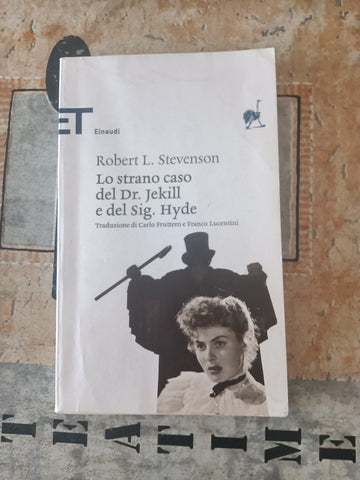 ET
Einaudi
Robert L. Stevenson
Lo strano caso
del Dr. Jekill
e del Sig. Hyde
Traduzione di Carlo Fruttero e Franco Lucentini
TEATIME